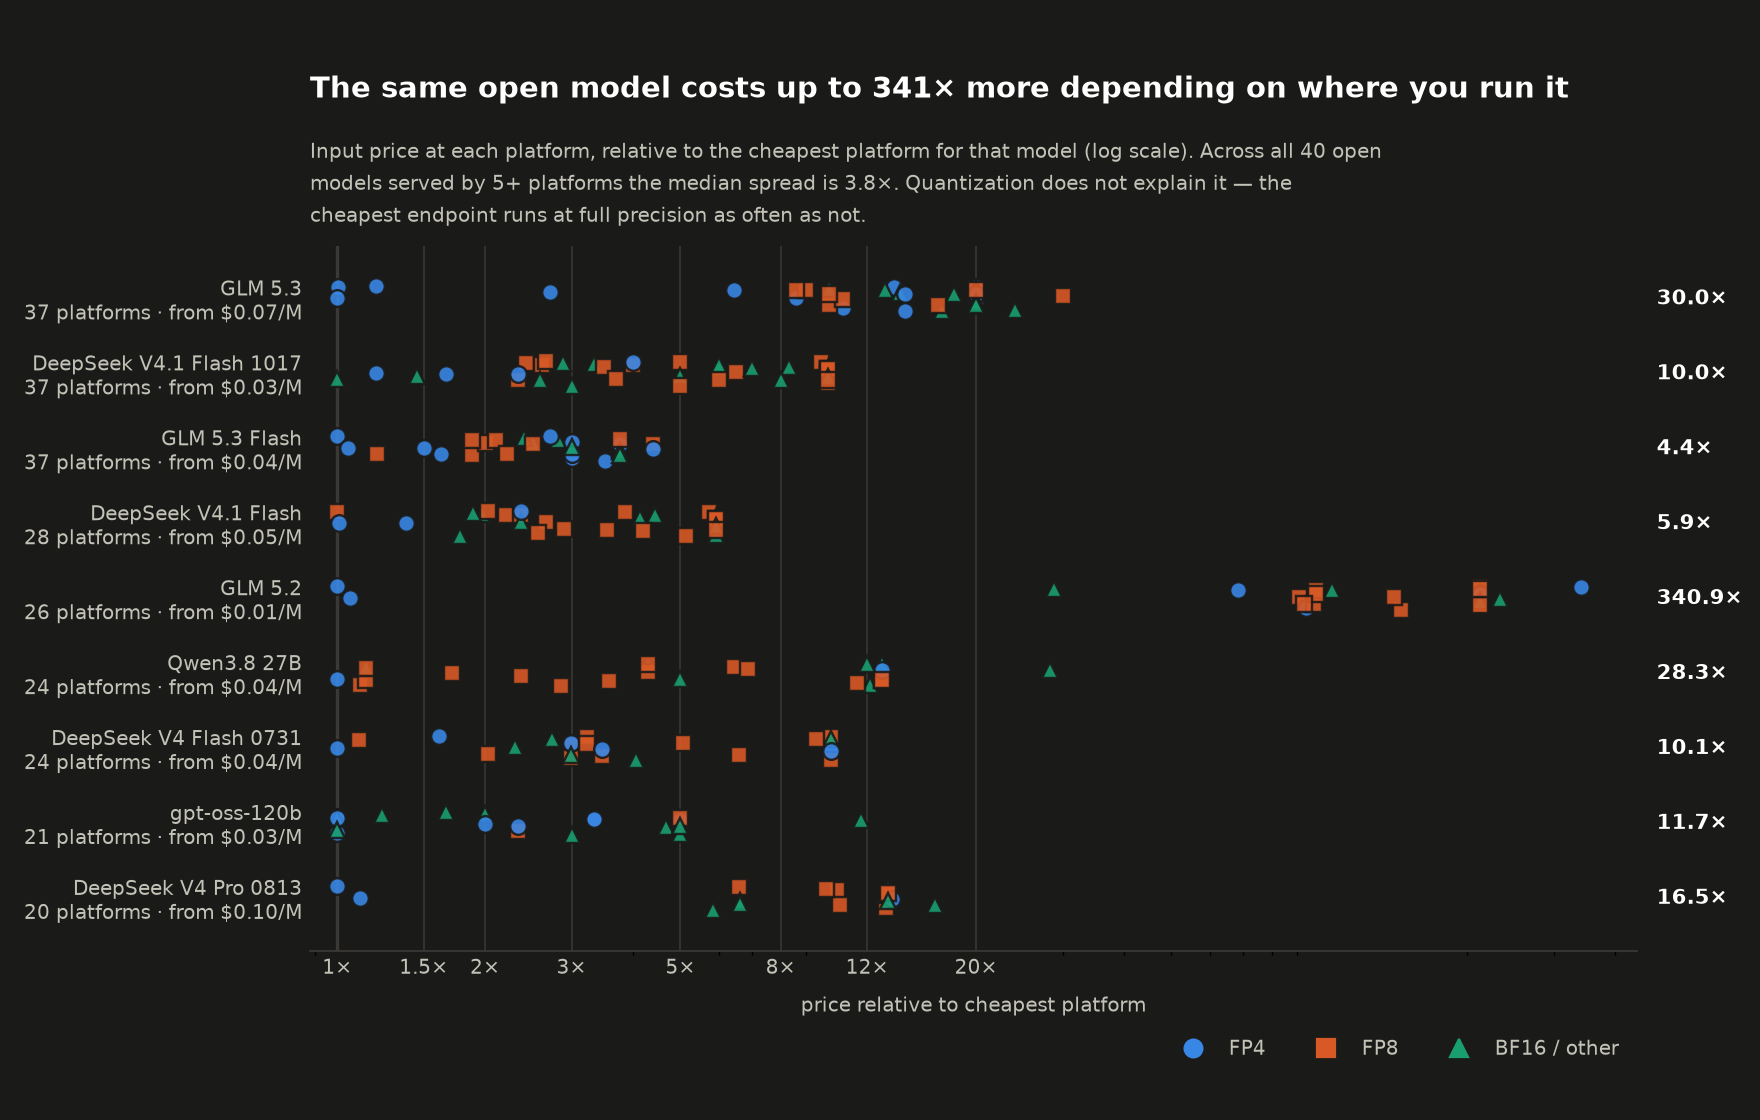 The same open model costs up to 341× more depending on where you run it
Input price at each platform, relative to the cheapest platform for that model (log scale). Across all 40 open
models served by 5+ platforms the median spread is 3.8×. Quantization does not explain it — the
cheapest endpoint runs at full precision as often as not.
GLM 5.3
37 platforms · from $0.07/M
30.0×
DeepSeek V4.1 Flash 1017
37 platforms · from $0.03/M
10.0×
GLM 5.3 Flash
37 platforms · from $0.04/M
4.4×
DeepSeek V4.1 Flash
28 platforms · from $0.05/M
5.9×
GLM 5.2
26 platforms · from $0.01/M
340.9×
Qwen3.8 27B
24 platforms · from $0.04/M
28.3×
DeepSeek V4 Flash 0731
24 platforms · from $0.04/M
10.1×
gpt-oss-120b
21 platforms · from $0.03/M
11.7×
DeepSeek V4 Pro 0813
20 platforms · from $0.10/M
16.5×
1× 1.5× 2× 3× 5× 8× 12× 20×
price relative to cheapest platform
FP4 FP8 BF16 / other